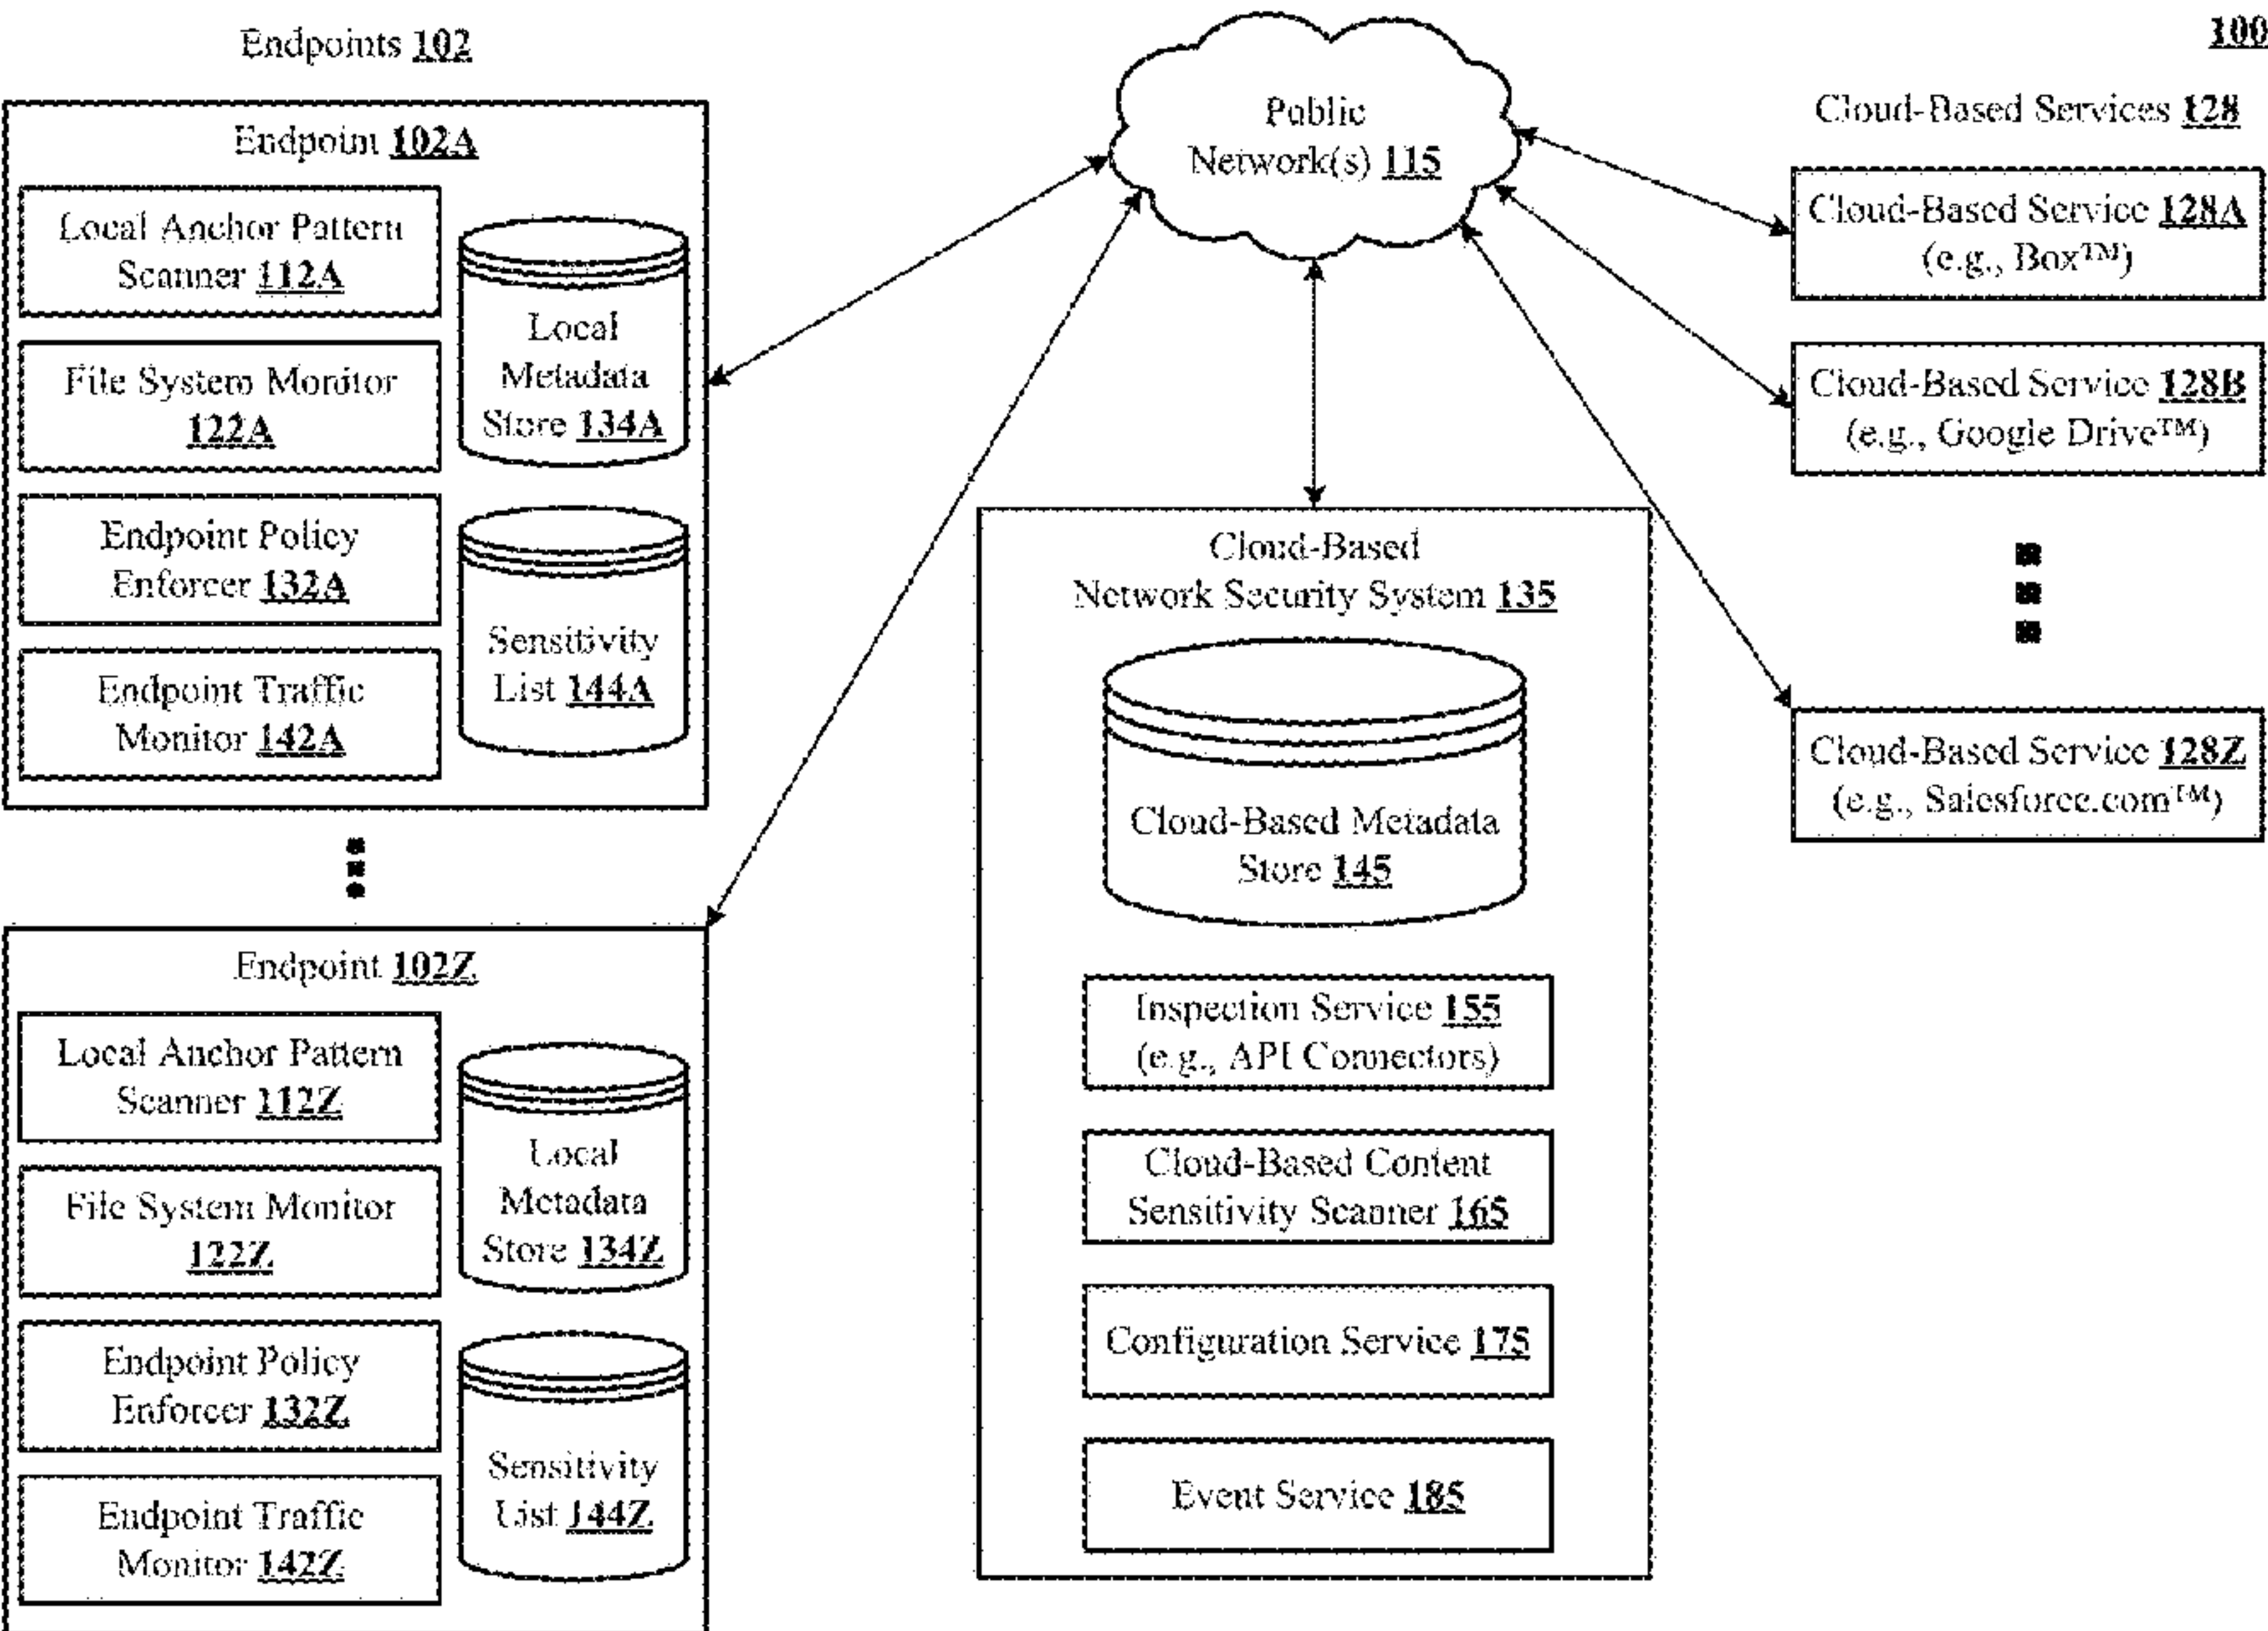 100
Endpoints 102
Endpoint 102A
Local Anchor Pattern
Scanner 112A
File System Monitor
122A
Endpoint Policy
Enforcer 132A
Endpoint Traffic
Monitor 142A
Local
Metadata
Store 134A
Sensitivity
List 144A
Endpoint 102Z
Local Anchor Pattern
Scanner 112Z
File System Monitor
122Z
Endpoint Policy
Enforcer 132Z
Endpoint Traffic
Monitor 142Z
Local
Metadata
Store 134Z
Sensitivity
List 144Z
Public
Network(s) 115
Cloud-Based
Network Security System 135
Cloud-Based Metadata
Store 145
Inspection Service 155
(e.g., API Connectors)
Cloud-Based Content
Sensitivity Scanner 165
Configuration Service 175
Event Service 185
Cloud-Based Services 128
Cloud-Based Service 128A
(e.g., Box™)
Cloud-Based Service 128B
(e.g., Google Drive™)
Cloud-Based Service 128Z
(e.g., Salesforce.com™)